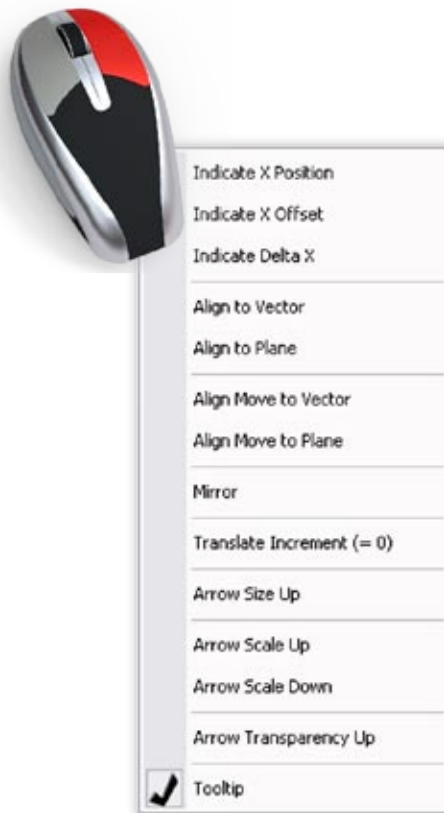 Indicate X Position
Indicate X Offset
Indicate Delta X
Align to Vector
Align to Plane
Align Move to Vector
Align Move to Plane
Mirror
Translate Increment (= 0)
Arrow Size Up
Arrow Scale Up
Arrow Scale Down
Arrow Transparency Up
Tooltip